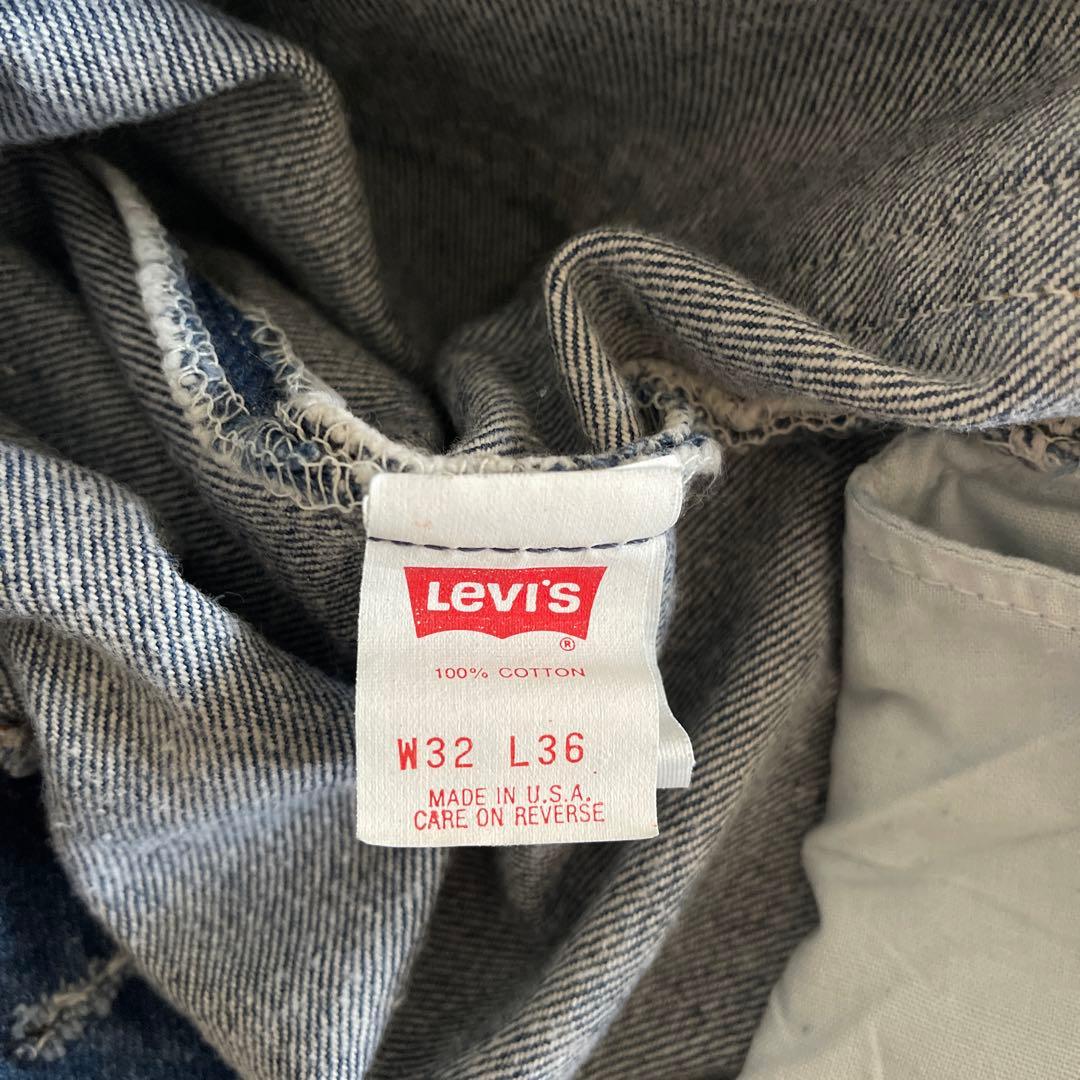 Levi's
®
100% COTTON
W32 L36
MADE IN U.S.A.
CARE ON REVERSE